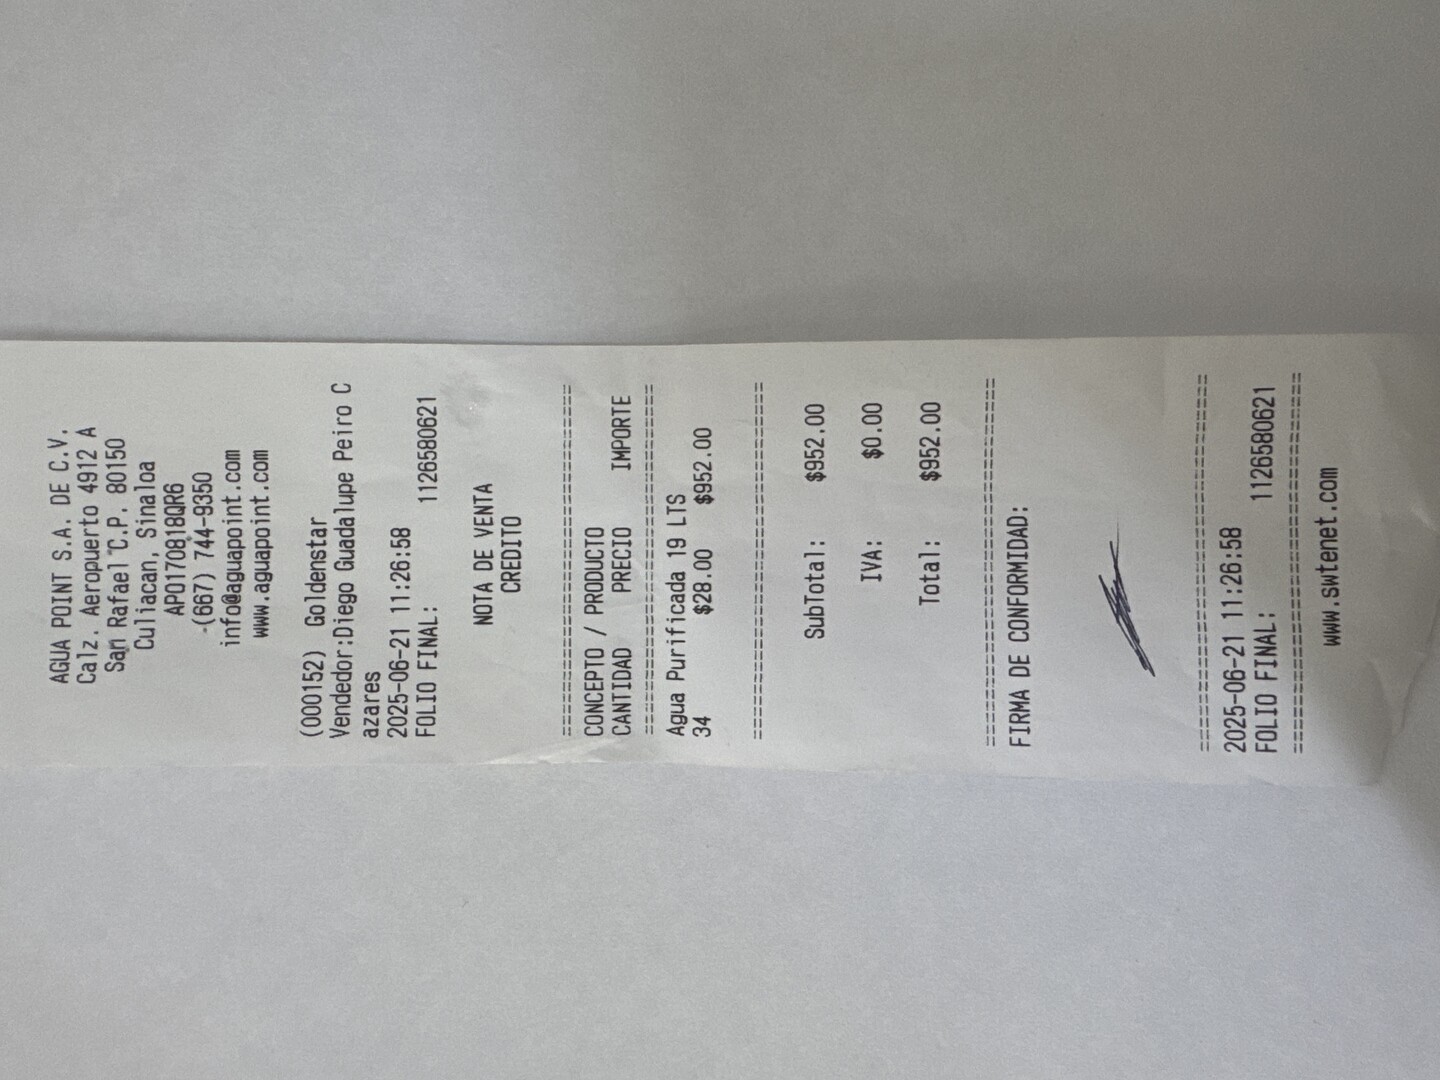 AGUA POINT S.A. DE C.V.
Calz. Aeropuerto 4912 A
San Rafael C.P. 80150
Culiacan, Sinaloa
APO170818QR6
(667) 744-9350
info@aguapoint.com
www.aguapoint.com
(000152) Goldenstar
Vendedor:Diego Guadalupe Peiro C
azares
2025-06-21 11:26:58
FOLIO FINAL: 1126580621
NOTA DE VENTA
CREDITO
================================
CONCEPTO / PRODUCTO
CANTIDAD PRECIO IMPORTE
================================
Agua Purificada 19 LTS
34 $28.00 $952.00
================================
SubTotal: $952.00
IVA: $0.00
Total: $952.00
================================
FIRMA DE CONFORMIDAD:
================================
2025-06-21 11:26:58
FOLIO FINAL: 1126580621
================================
www.swtenet.com